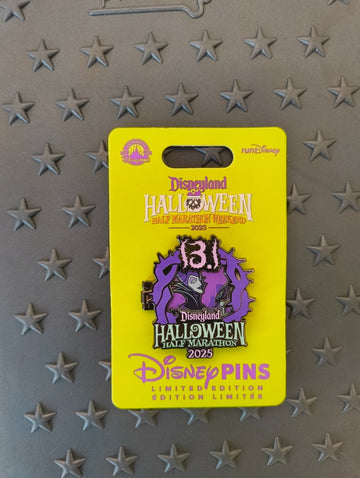 runDisney
Disneyland
HALLOWEEN
HALF MARATHON WEEKEND
2025
13.1
Disneyland
HALLOWEEN
HALF MARATHON
2025
Disney PINS
LIMITED EDITION
ÉDITION LIMITÉE